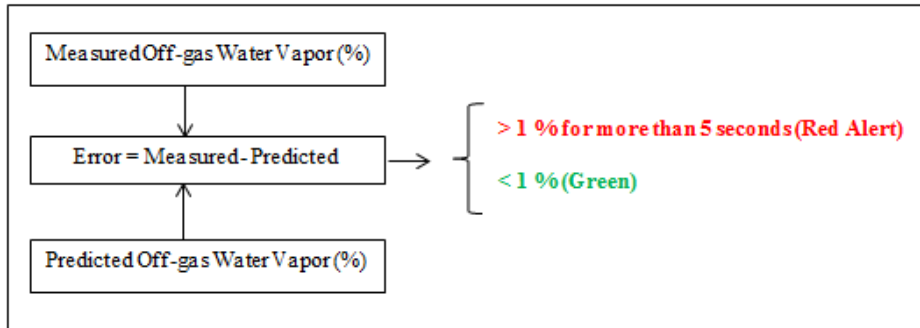 Measured Off-gas Water Vapor (%)
Error = Measured - Predicted
> 1 % for more than 5 seconds (Red Alert)
< 1 % (Green)
Predicted Off-gas Water Vapor (%)